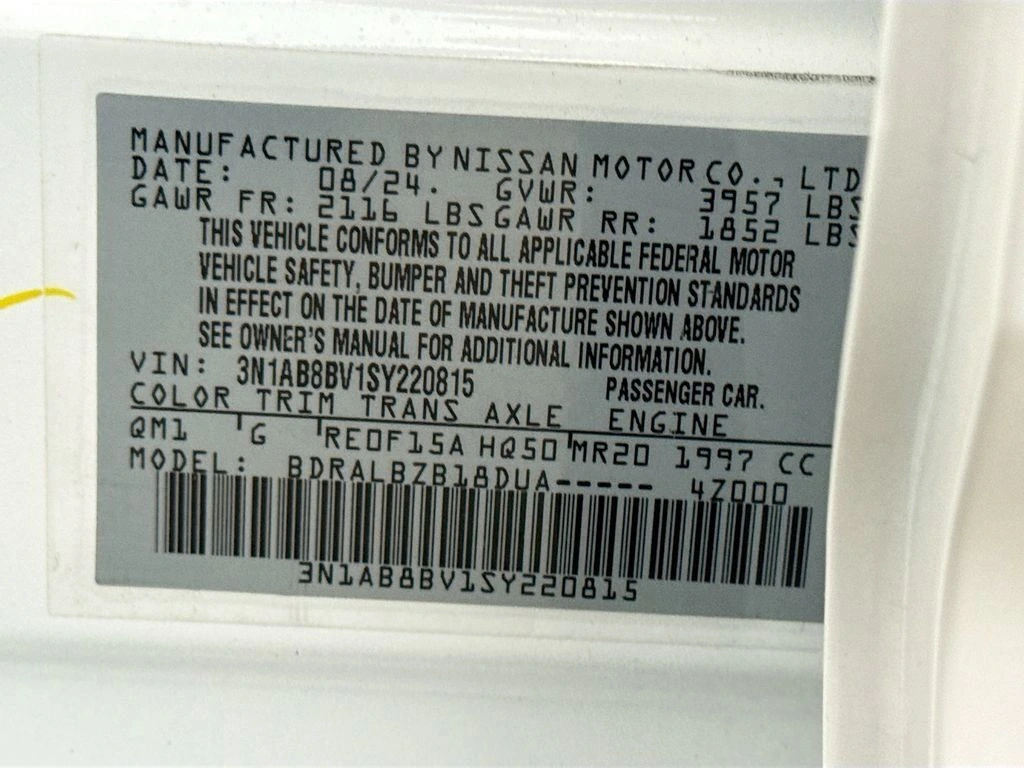 MANUFACTURED BY NISSAN MOTOR CO., LTD
DATE: 08/24. GVWR: 3957 LBS
GAWR FR: 2116 LBS GAWR RR: 1852 LBS
THIS VEHICLE CONFORMS TO ALL APPLICABLE FEDERAL MOTOR
VEHICLE SAFETY, BUMPER AND THEFT PREVENTION STANDARDS
IN EFFECT ON THE DATE OF MANUFACTURE SHOWN ABOVE.
SEE OWNER'S MANUAL FOR ADDITIONAL INFORMATION.
VIN: 3N1AB8BV1SY220815 PASSENGER CAR.
COLOR TRIM TRANS AXLE ENGINE
QM1 G RE0F15A HQ50 MR20 1997 CC
MODEL: BDRALBZB18DUA----- 4Z000
3N1AB8BV1SY220815